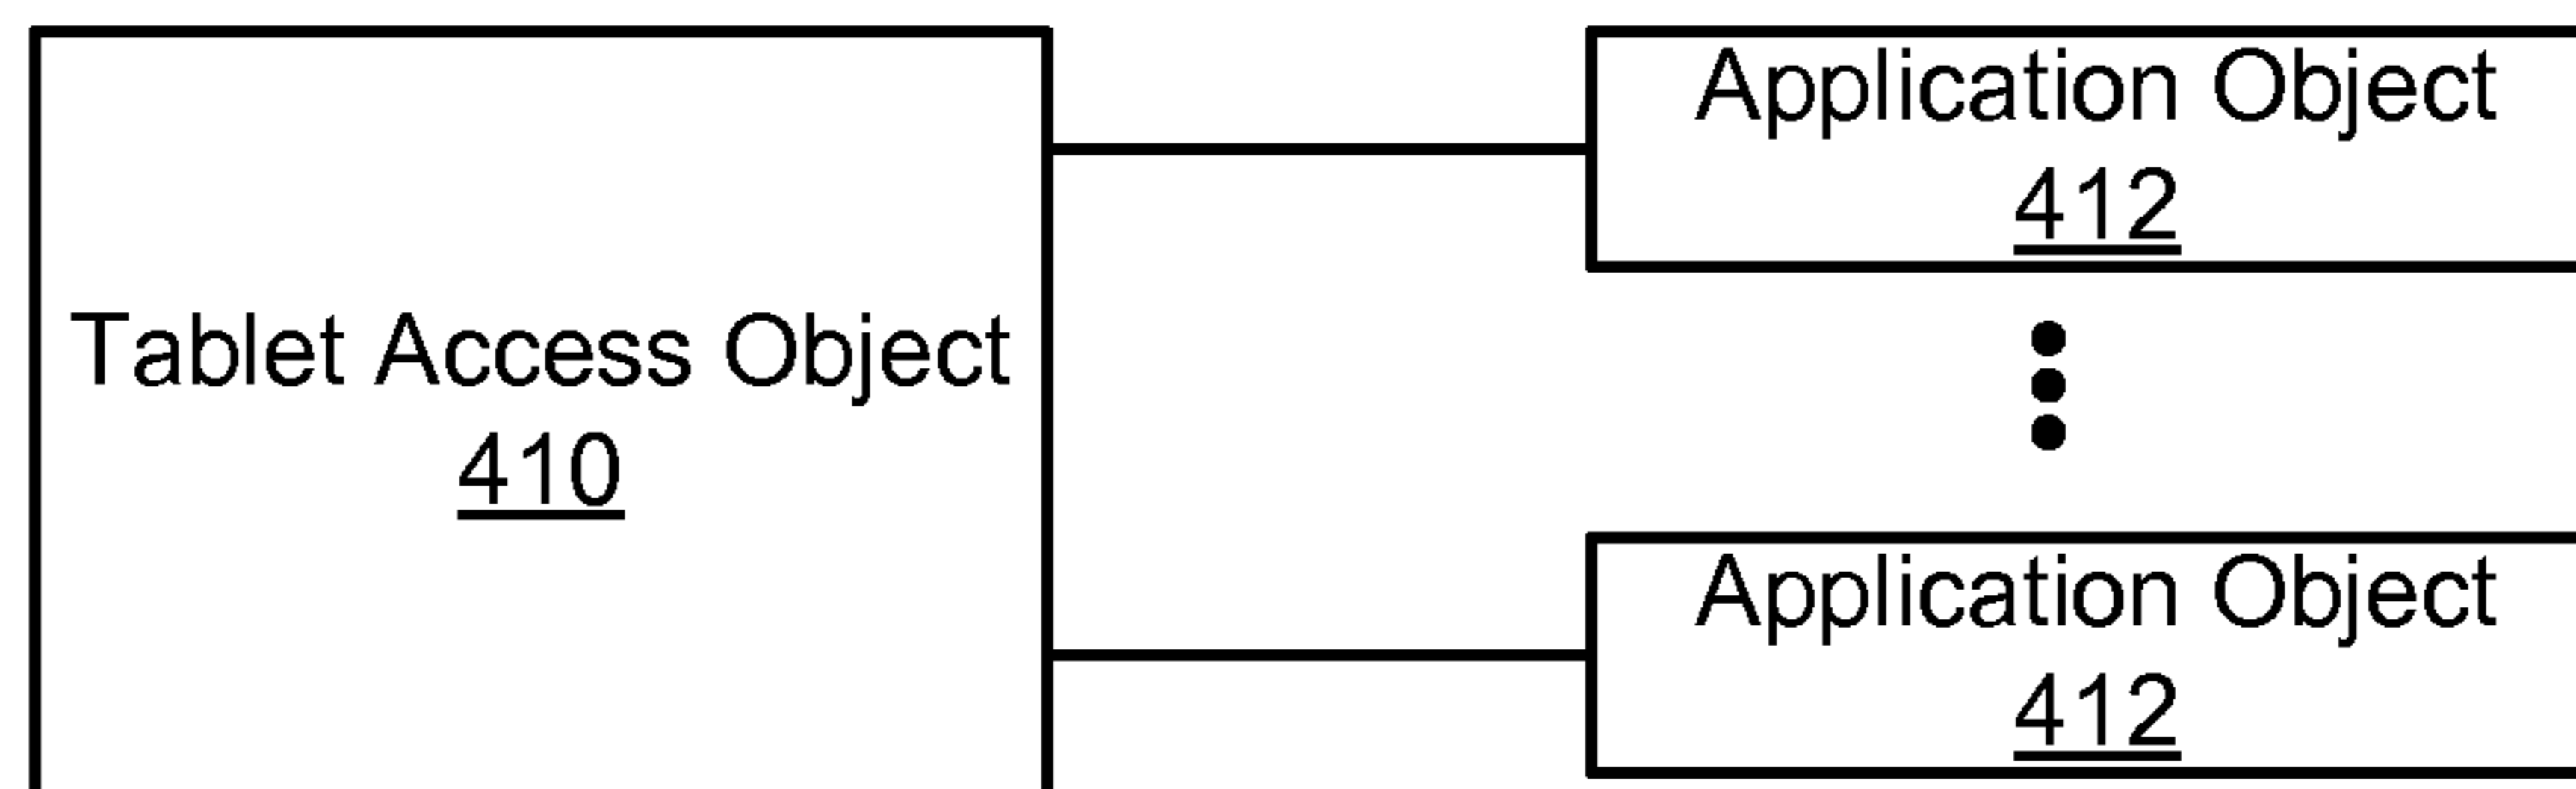 Tablet Access Object
410
Application Object
412
Application Object
412